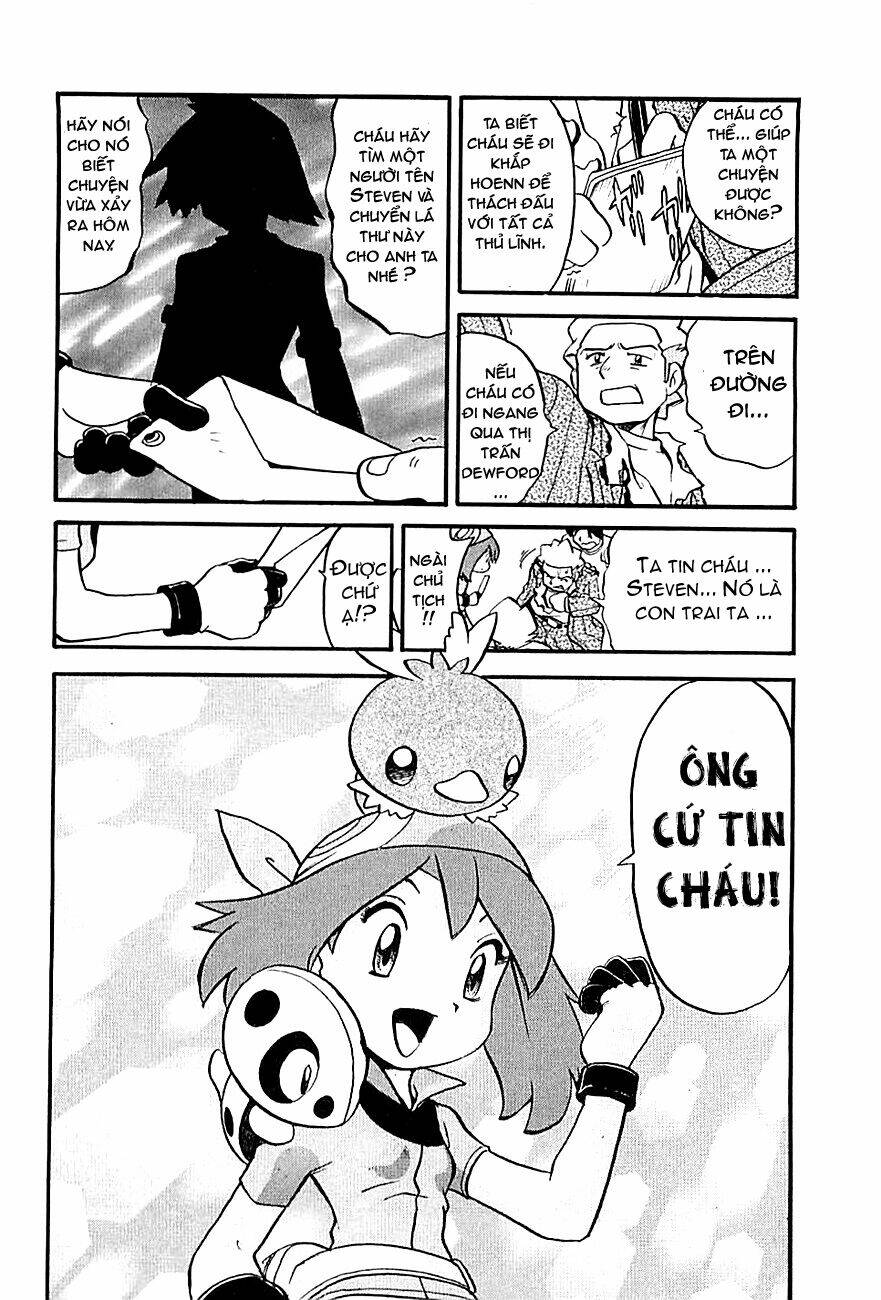 CHÁU CÓ
THỂ... GIÚP
TA MỘT
CHUYỆN
ĐƯỢC
KHÔNG?
TA BIẾT
CHÁU SẼ ĐI
KHẮP
HOENN ĐỂ
THÁCH ĐẤU
VỚI TẤT CẢ
THỦ LĨNH.
TRÊN
ĐƯỜNG
ĐI...
NẾU
CHÁU CÓ
ĐI NGANG
QUA THỊ
TRẤN
DEWFORD
...
CHÁU HÃY
TÌM MỘT
NGƯỜI TÊN
STEVEN VÀ
CHUYỂN LÁ
THƯ NÀY
CHO ANH TA
NHÉ ?
HÃY NÓI
CHO NÓ
BIẾT
CHUYỆN
VỪA XẢY
RA HÔM
NAY
TA TIN CHÁU ...
STEVEN... NÓ LÀ
CON TRAI TA ...
NGÀI
CHỦ
TỊCH
!!
ĐƯỢC
CHỨ
Ạ!?
ÔNG
CỨ TIN
CHÁU!